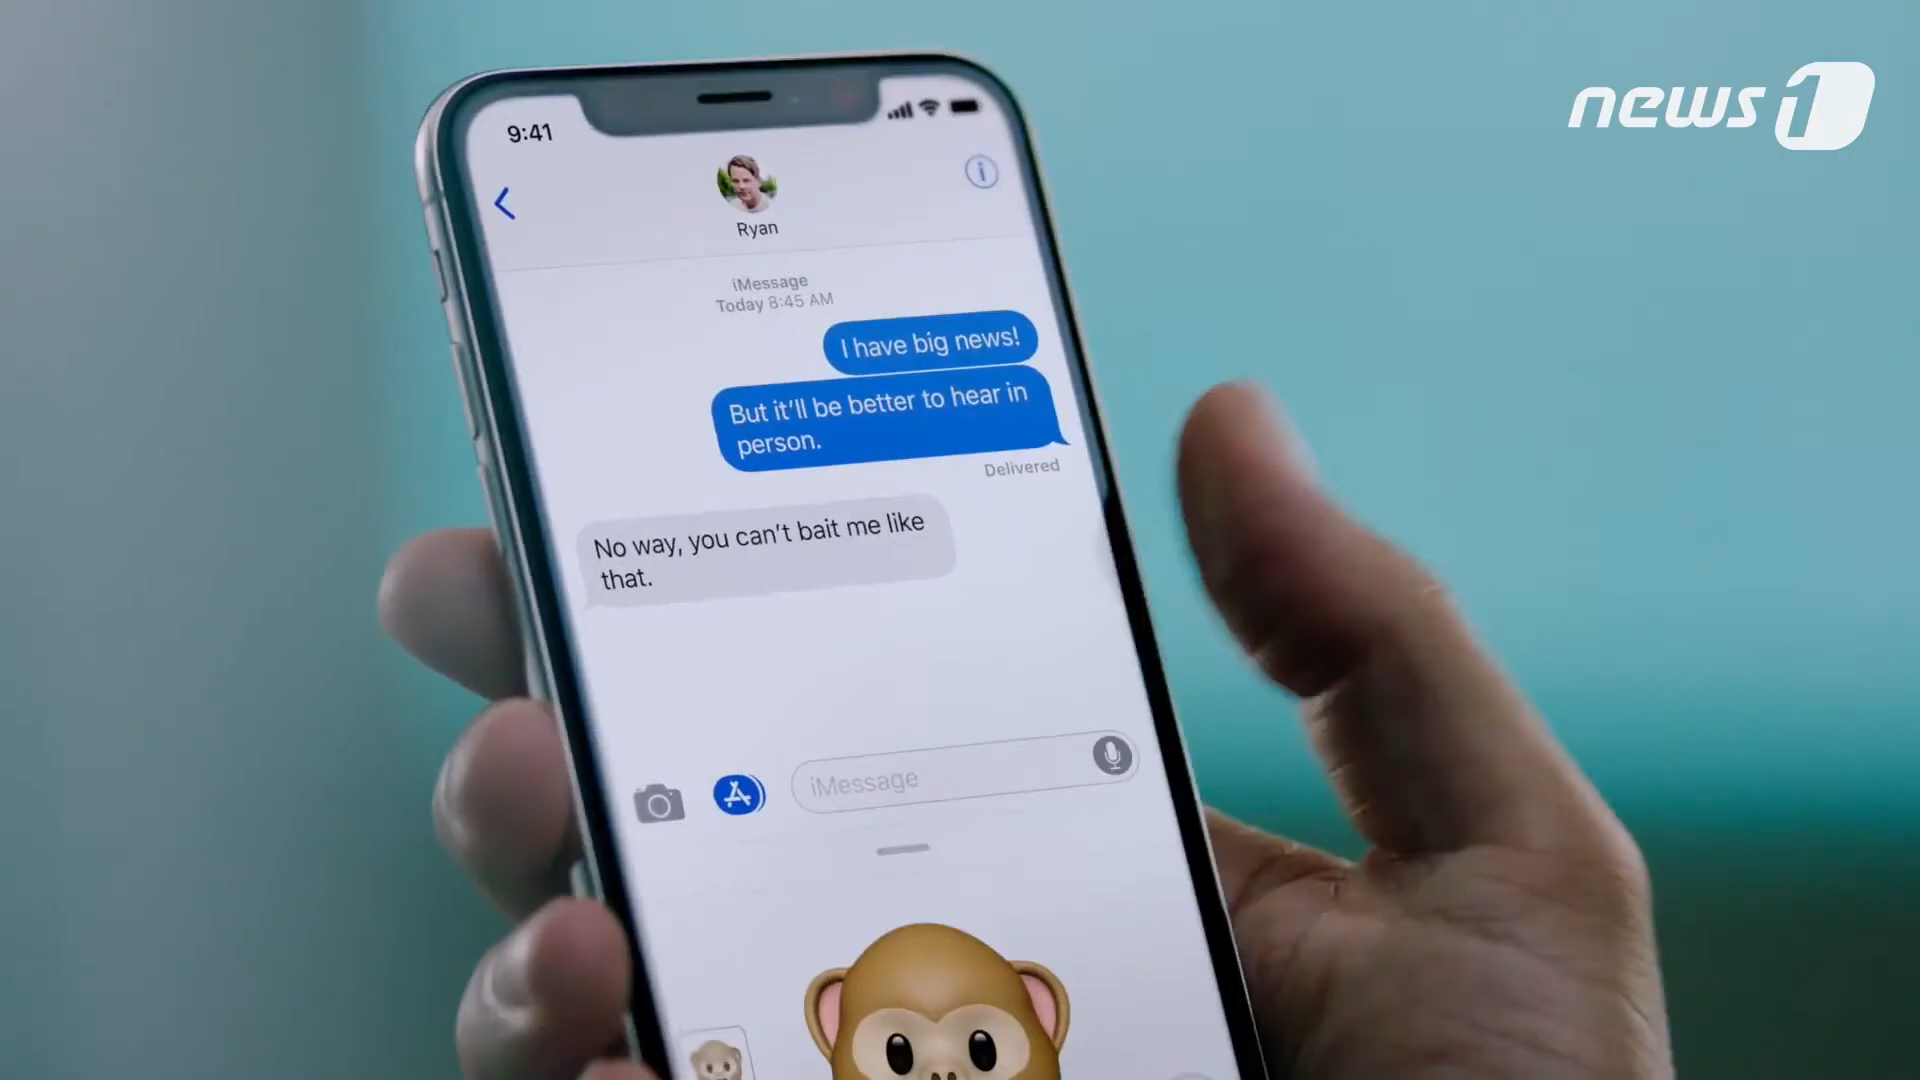 news1
9:41
Ryan
iMessage
Today 8:45 AM
I have big news!
But it'll be better to hear in
person.
Delivered
No way, you can't bait me like
that.
iMessage